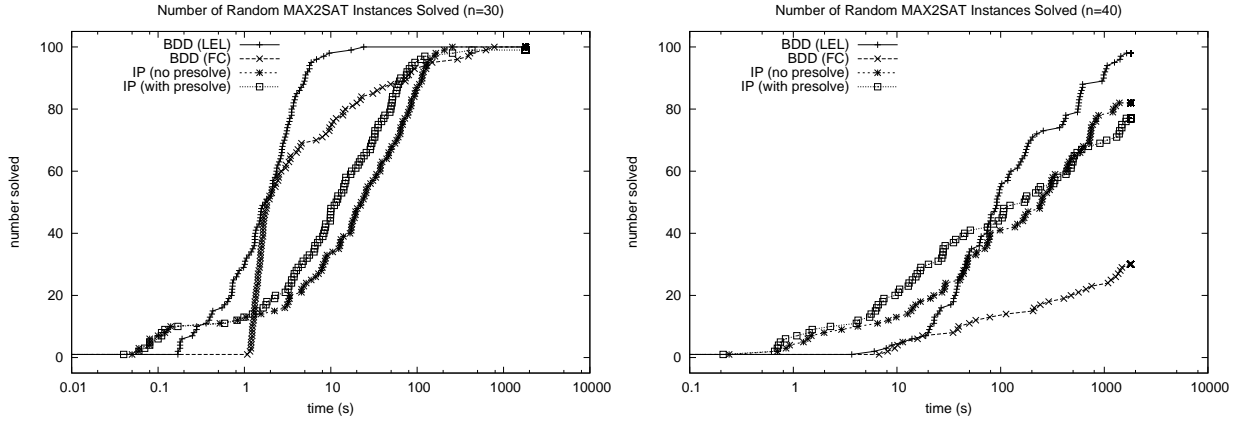 Number of Random MAX2SAT Instances Solved (n=30)
BDD (LEL)
BDD (FC)
IP (no presolve)
IP (with presolve)
number solved
100
80
60
40
20
0
0.01
0.1
1
10
100
1000
10000
time (s)
Number of Random MAX2SAT Instances Solved (n=40)
BDD (LEL)
BDD (FC)
IP (no presolve)
IP (with presolve)
number solved
100
80
60
40
20
0
0.1
1
10
100
1000
10000
time (s)